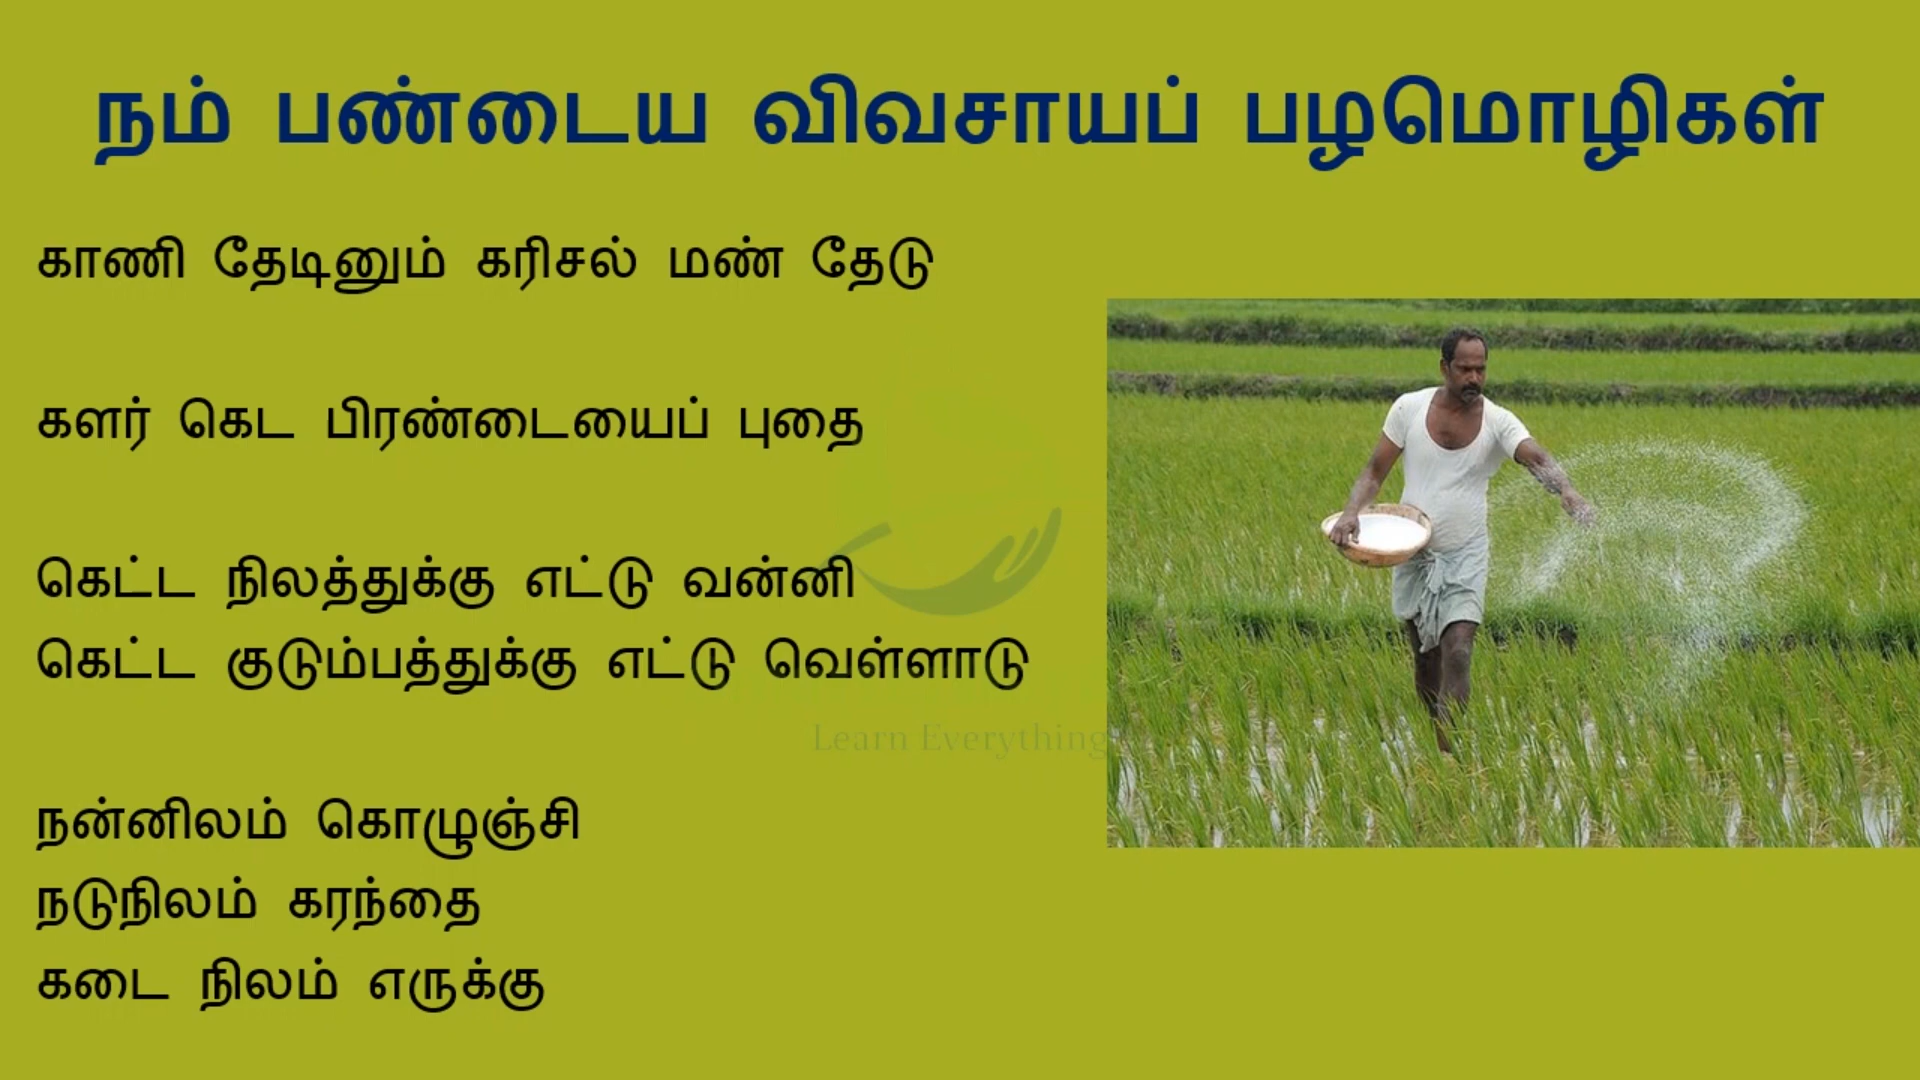 நம் பண்டைய விவசாயப் பழமொழிகள்
காணி தேடினும் கரிசல் மண் தேடு
களர் கெட பிரண்டையைப் புதை
கெட்ட நிலத்துக்கு எட்டு வன்னி
கெட்ட குடும்பத்துக்கு எட்டு வெள்ளாடு
Learn Everything
நன்னிலம் கொழுஞ்சி
நடுநிலம் கரந்தை
கடை நிலம் எருக்கு